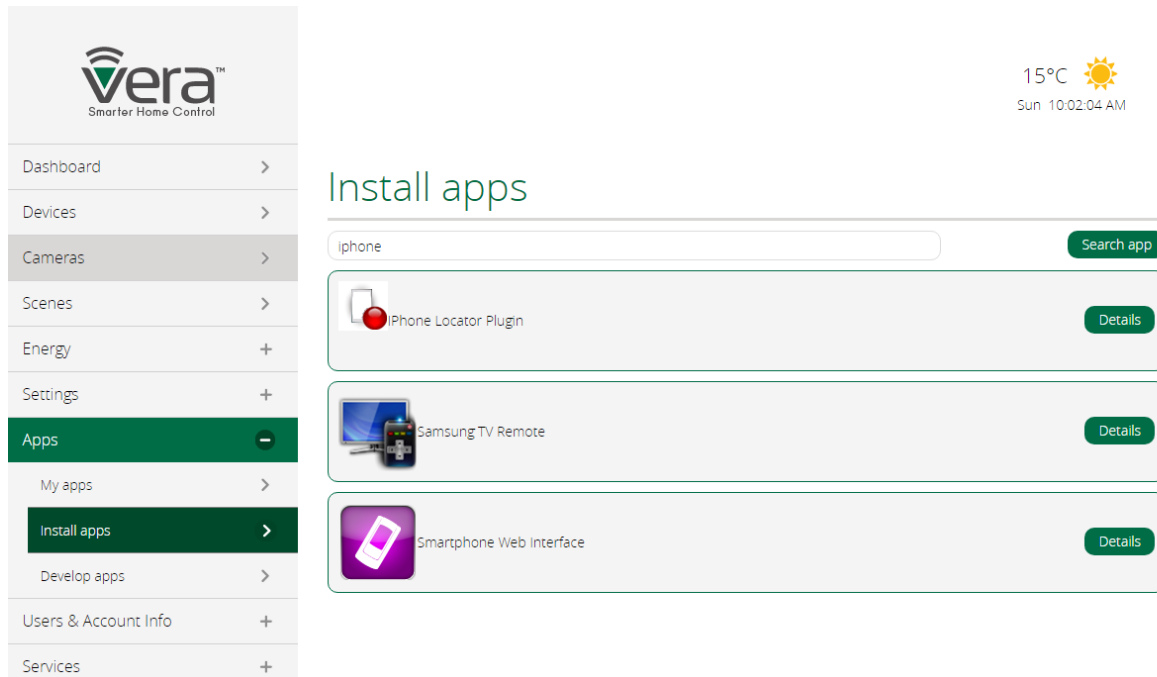 vera™
Smarter Home Control
15°C
Sun 10:02:04 AM
Dashboard
Devices
Cameras
Scenes
Energy
Settings
Apps
My apps
Install apps
Develop apps
Users & Account Info
Services
Install apps
iphone
Search app
iPhone Locator Plugin
Details
Samsung TV Remote
Details
Smartphone Web Interface
Details